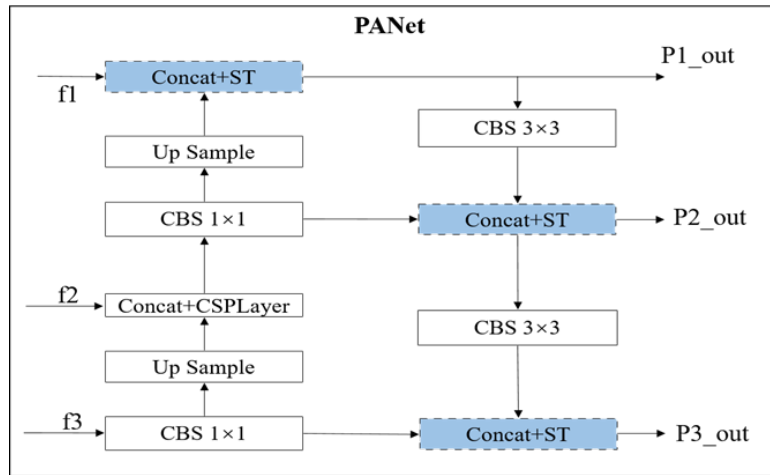 PANet
f1
Concat+ST
P1_out
CBS 3×3
Up Sample
CBS 1×1
Concat+ST
P2_out
f2
Concat+CSPLayer
CBS 3×3
Up Sample
f3
CBS 1×1
Concat+ST
P3_out